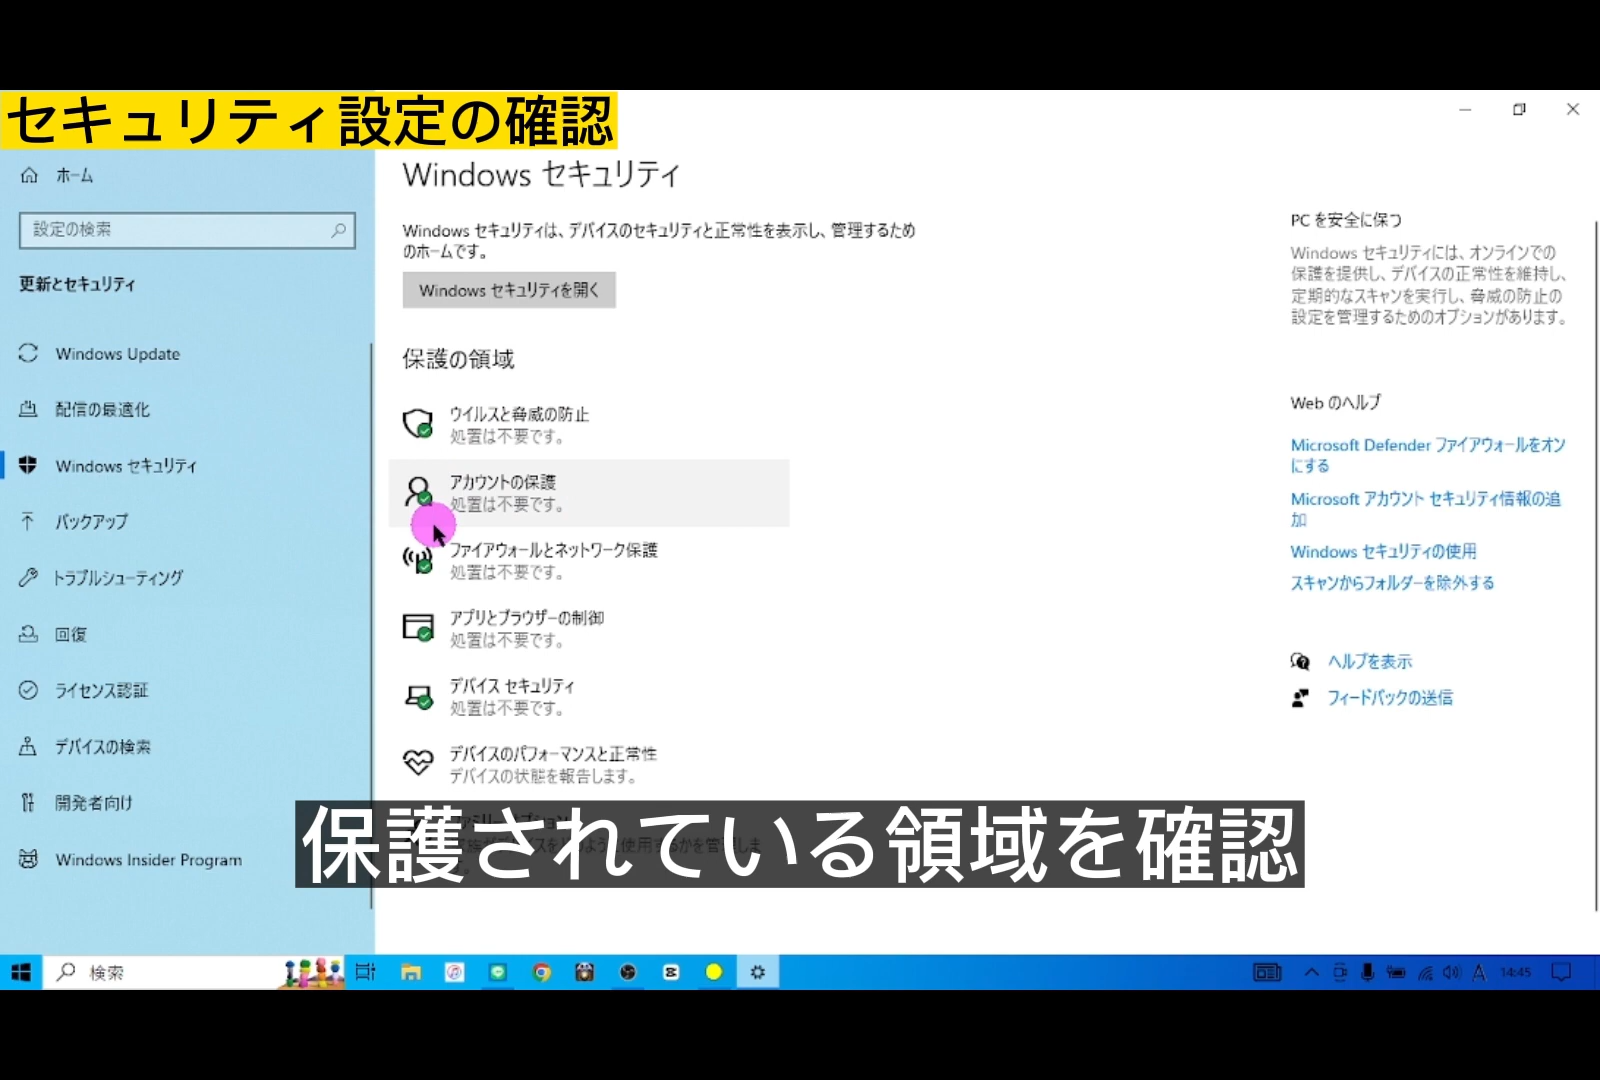 セキュリティ設定の確認
ホーム
設定の検索
更新とセキュリティ
Windows Update
配信の最適化
Windows セキュリティ
バックアップ
トラブルシューティング
回復
ライセンス認証
デバイスの検索
開発者向け
Windows Insider Program
Windows セキュリティ
Windows セキュリティは、デバイスのセキュリティと正常性を表示し、管理するため
のホームです。
Windows セキュリティを開く
保護の領域
ウイルスと脅威の防止
処置は不要です。
アカウントの保護
処置は不要です。
ファイアウォールとネットワーク保護
処置は不要です。
アプリとブラウザーの制御
処置は不要です。
デバイス セキュリティ
処置は不要です。
デバイスのパフォーマンスと正常性
デバイスの状態を報告します。
保護されている領域を確認
PC を安全に保つ
Windows セキュリティには、オンラインでの
保護を提供し、デバイスの正常性を維持し、
定期的なスキャンを実行し、脅威の防止の
設定を管理するためのオプションがあります。
Web のヘルプ
Microsoft Defender ファイアウォールをオン
にする
Microsoft アカウント セキュリティ情報の追
加
Windows セキュリティの使用
スキャンからフォルダーを除外する
ヘルプを表示
フィードバックの送信
検索
A
14:45